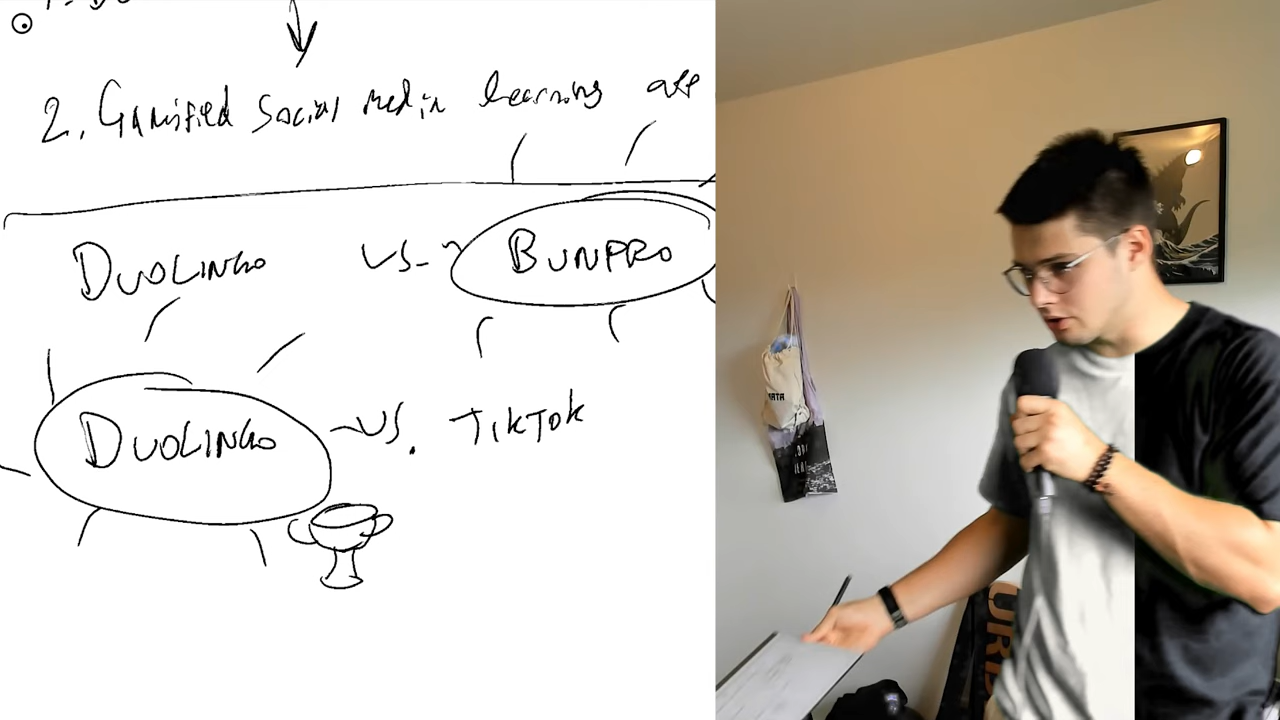 2. Gamified Social Media learning app
DUOLINGO VS. BUNPRO
DUOLINGO VS. TIKTOK